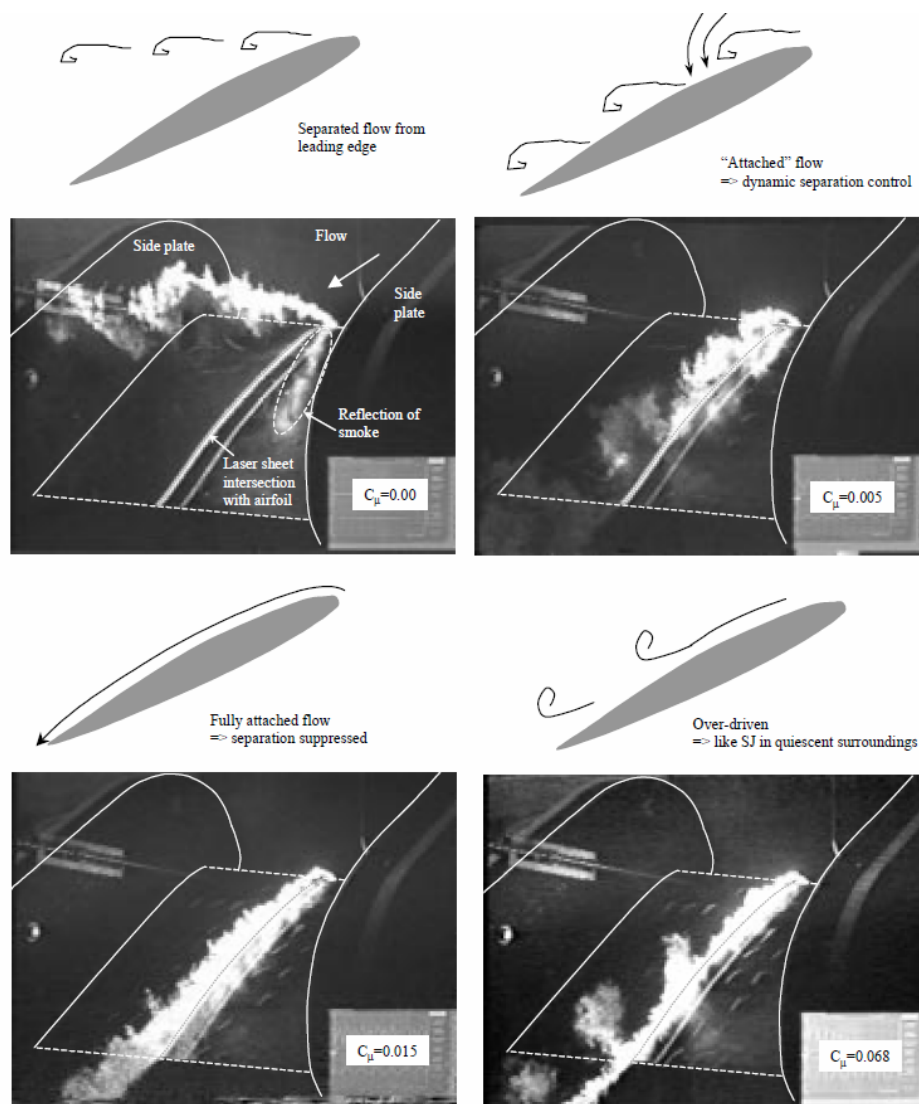 Separated flow from
leading edge
“Attached” flow
=> dynamic separation control
Side plate
Flow
Side
plate
Reflection of
smoke
Laser sheet
intersection
with airfoil
Cμ=0.00
Cμ=0.005
Fully attached flow
=> separation suppressed
Over-driven
=> like SJ in quiescent surroundings
Cμ=0.015
Cμ=0.068